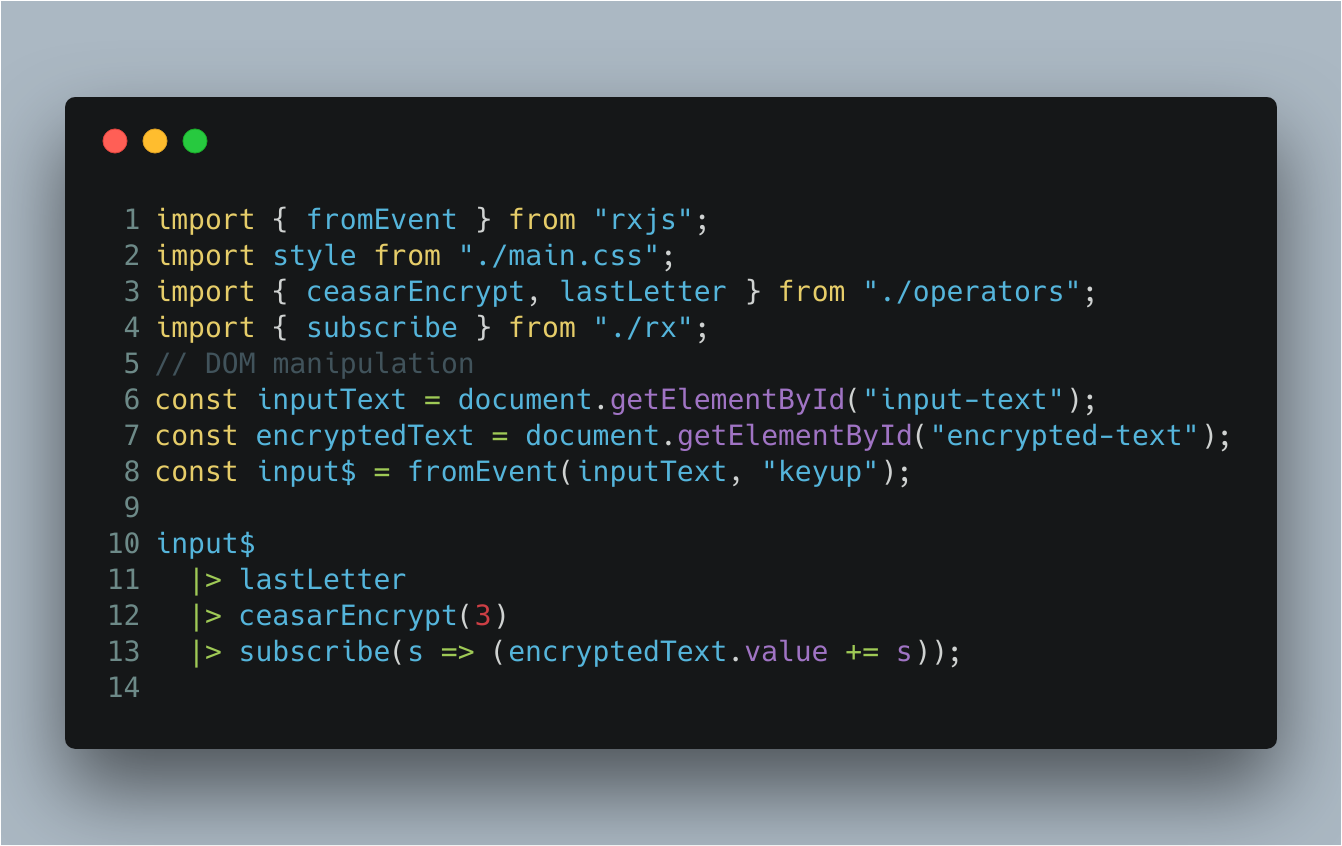 1 import { fromEvent } from "rxjs";
2 import style from "./main.css";
3 import { ceasarEncrypt, lastLetter } from "./operators";
4 import { subscribe } from "./rx";
5 // DOM manipulation
6 const inputText = document.getElementById("input-text");
7 const encryptedText = document.getElementById("encrypted-text");
8 const input$ = fromEvent(inputText, "keyup");
9
10 input$
11   |> lastLetter
12   |> ceasarEncrypt(3)
13   |> subscribe(s => (encryptedText.value += s));
14